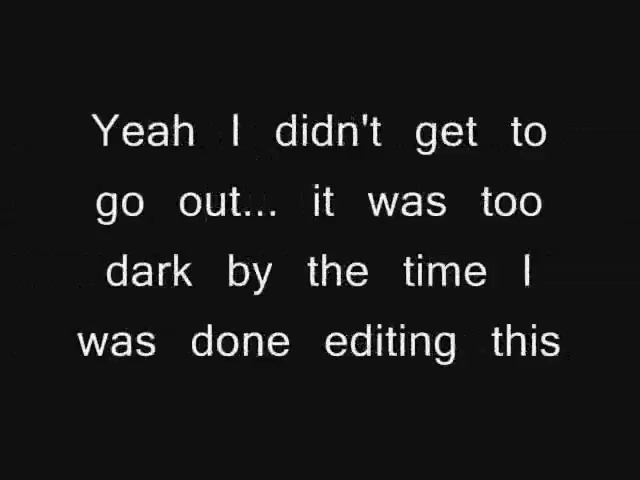 Yeah I didn't get to
go out... it was too
dark by the time I
was done editing this